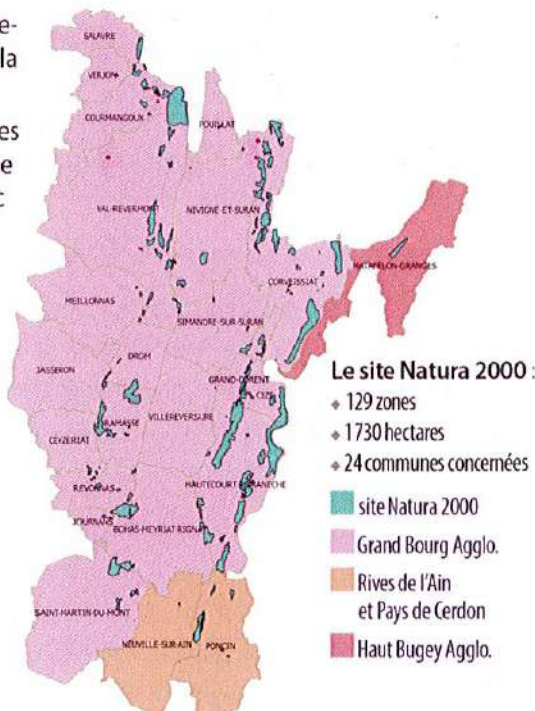 e-
la
es
e
c
SALAVRE
VERJON
COURMANGOUX
POUILLAT
VAL-REVERMONT
NIVIGNE-ET-SURAN
MATAFELON-GRANGES
CORVEISSIAT
MEILLONNAS
SIMANDRE-SUR-SURAN
DROM
JASSERON
GRAND-CORENT
CIZE
RAMASSE
VILLEREVERSURE
CEYZERIAT
REVONNAS
HAUTECOURT-ROMANECHE
JOURNANS
BOHAS-MEYRIAT-RIGNAT
SAINT-MARTIN-DU-MONT
NEUVILLE-SUR-AIN
PONCIN
Le site Natura 2000 :
129 zones
1730 hectares
24 communes concernées
site Natura 2000
Grand Bourg Agglo.
Rives de l'Ain
et Pays de Cerdon
Haut Bugey Agglo.